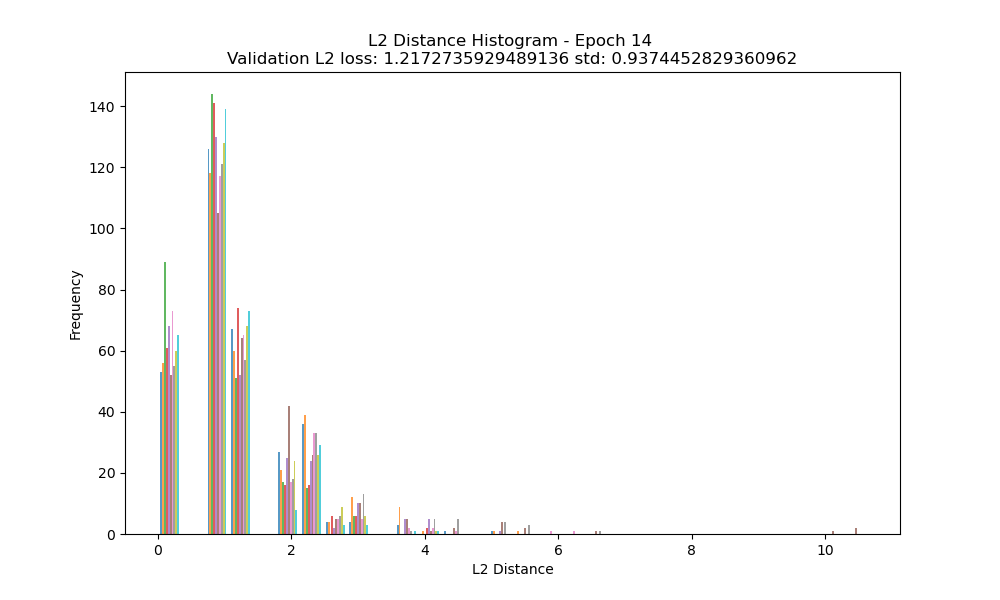 L2 Distance Histogram - Epoch 14
Validation L2 loss: 1.2172735929489136 std: 0.9374452829360962
140
120
100
80
60
40
20
0
Frequency
0 2 4 6 8 10
L2 Distance